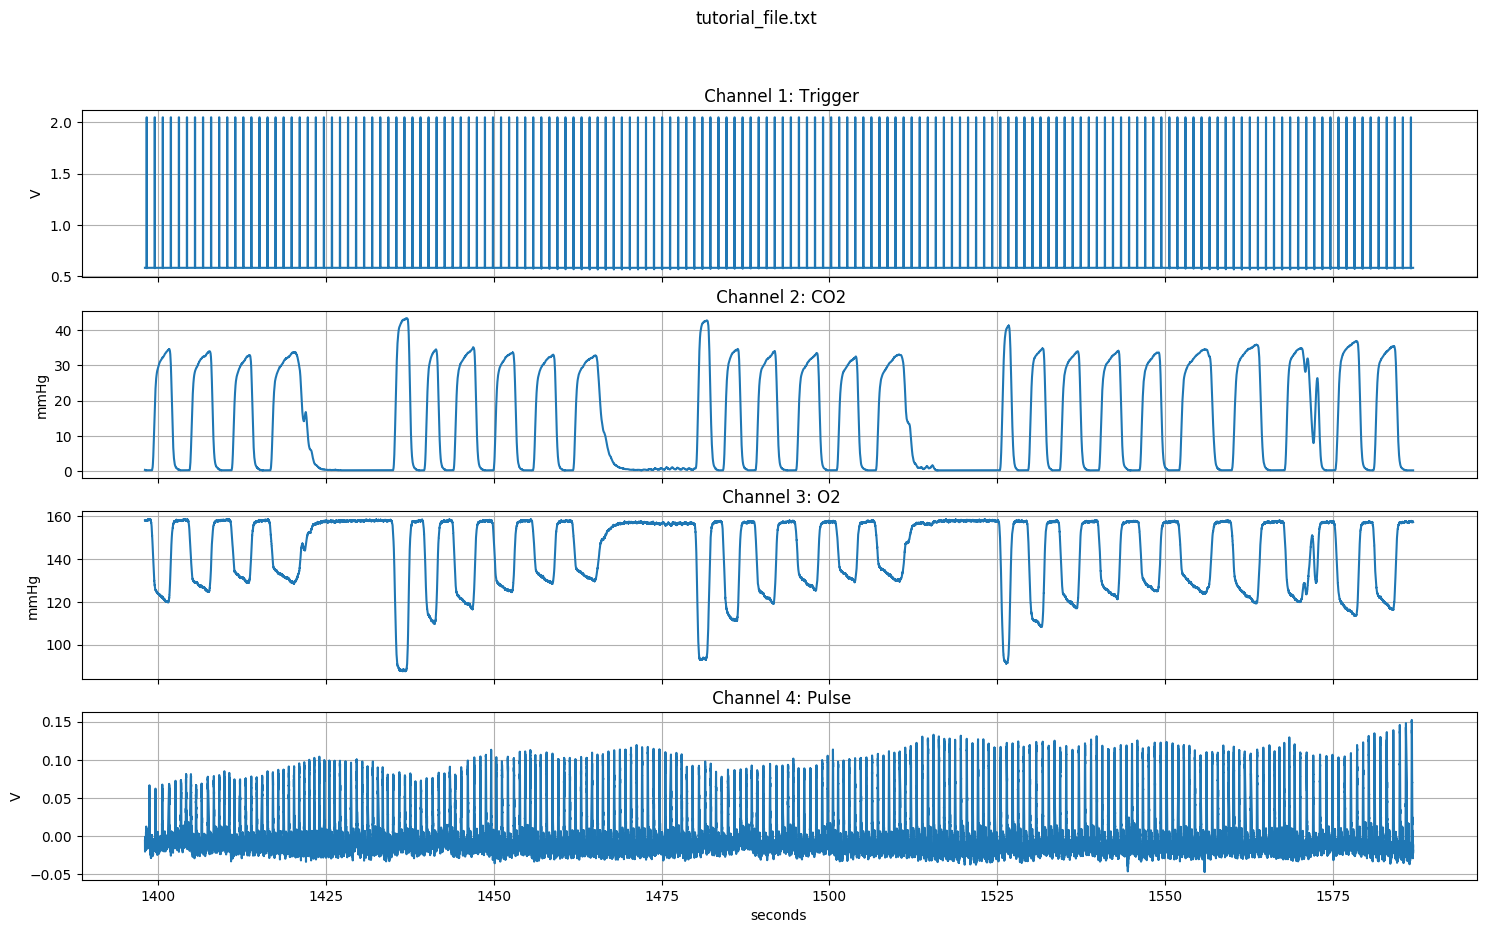 tutorial_file.txt
Channel 1: Trigger
2.0
1.5
1.0
0.5
V
Channel 2: CO2
40
30
20
10
0
mmHg
Channel 3: O2
160
140
120
100
mmHg
Channel 4: Pulse
0.15
0.10
0.05
0.00
−0.05
V
1400 1425 1450 1475 1500 1525 1550 1575
seconds